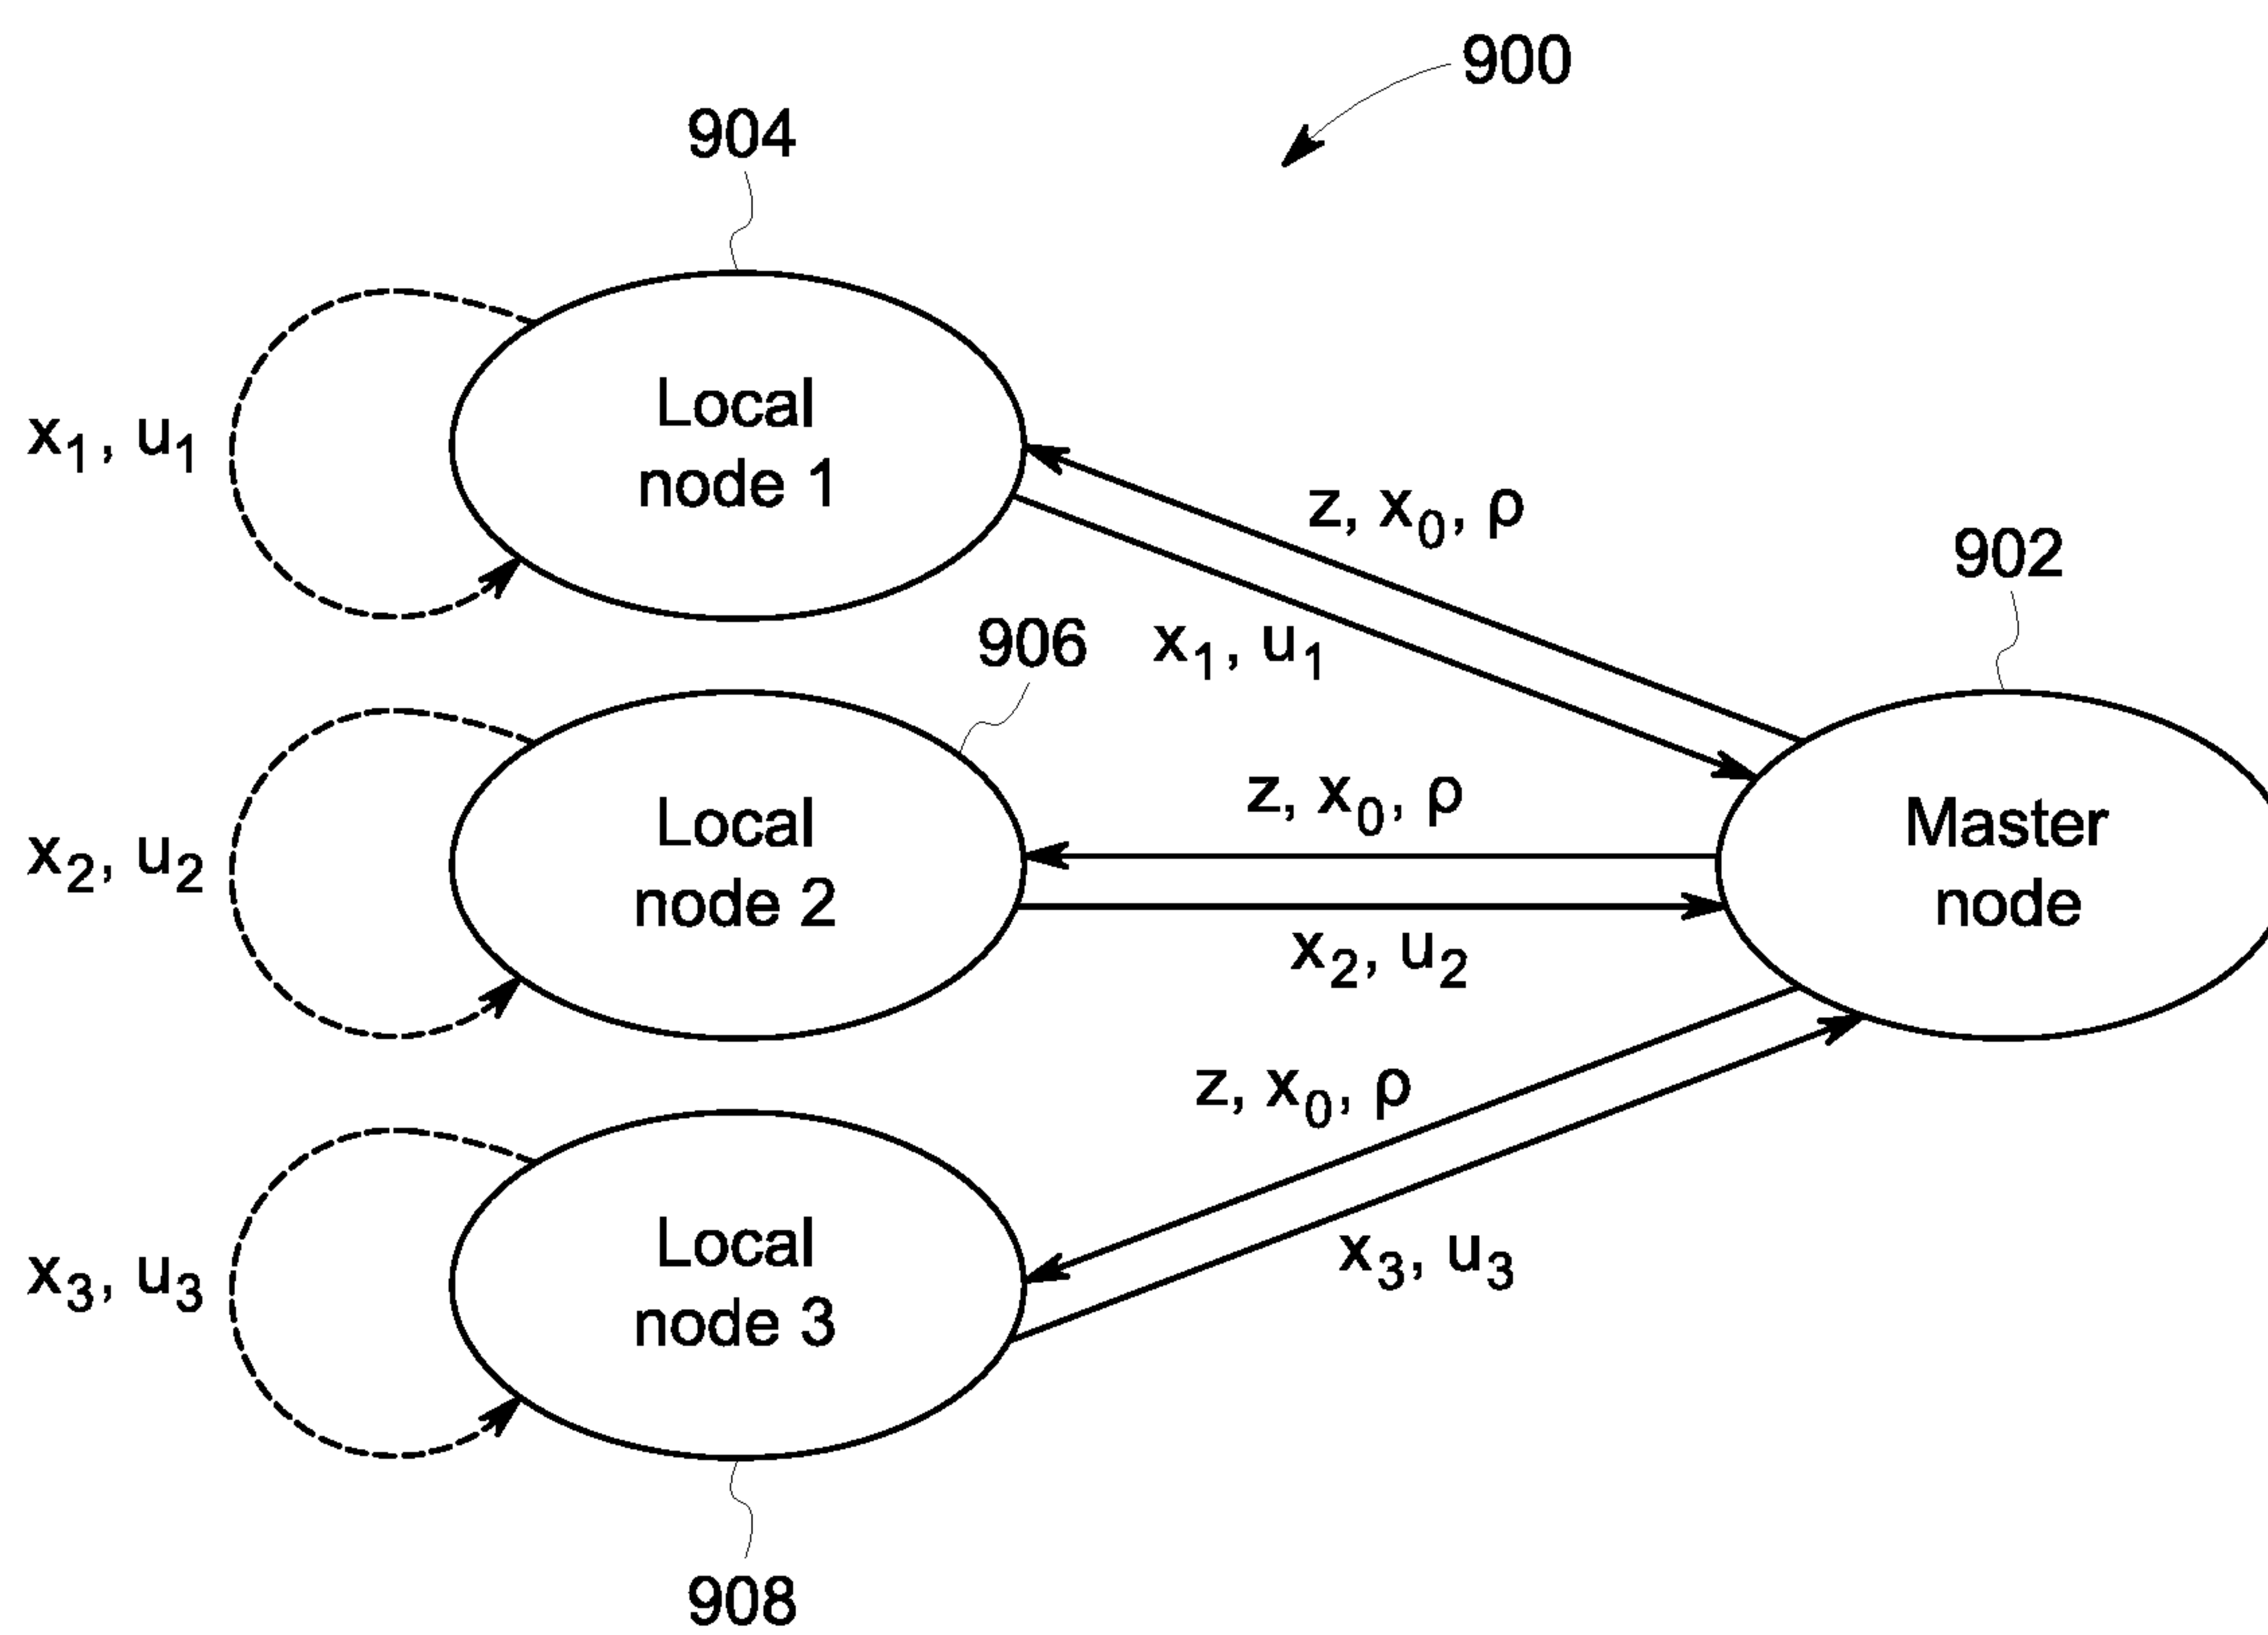 900
904
Local
node 1
x₁, u₁
z, x₀, ρ
x₁, u₁
902
906
Local
node 2
x₂, u₂
z, x₀, ρ
x₂, u₂
Master
node
z, x₀, ρ
x₃, u₃
Local
node 3
x₃, u₃
908